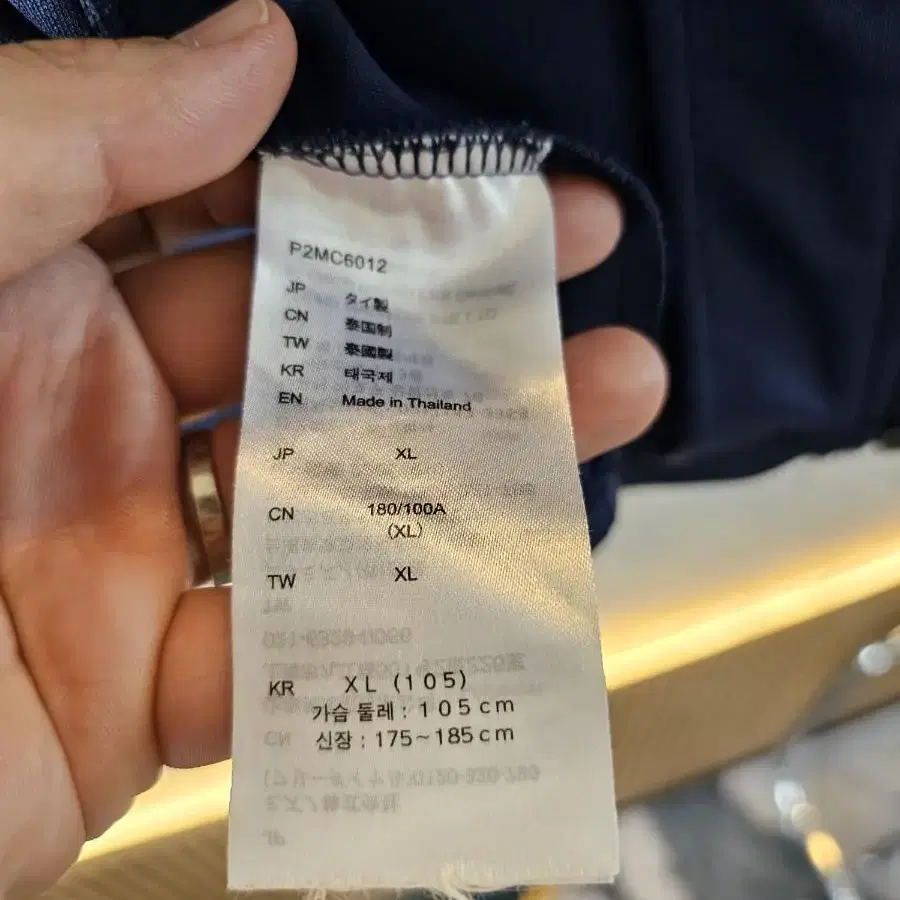 P2MC6012
JP タイ製
CN 泰国制
TW 泰國製
KR 태국제
EN Made in Thailand
JP XL
CN 180/100A
(XL)
TW XL
KR XL (105)
가슴 둘레 : 105cm
신장 : 175~185cm